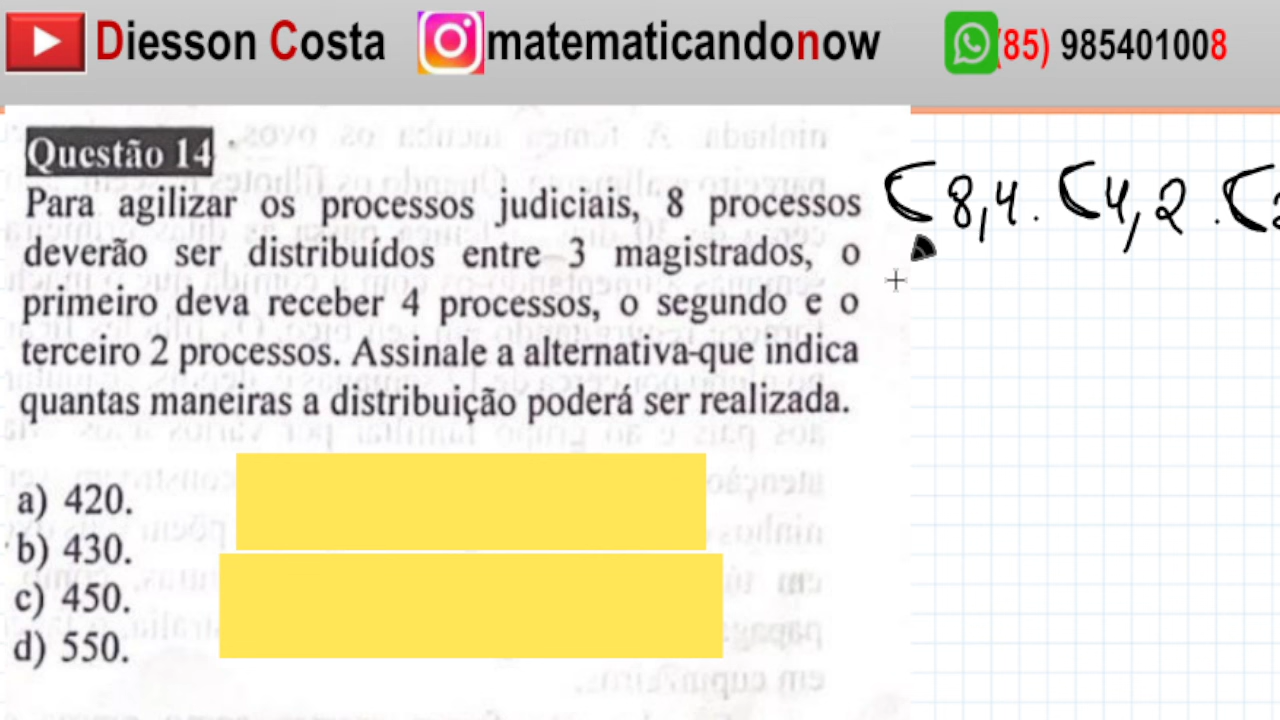 Diesson Costa matematicandonow (85) 985401008
Questão 14
Para agilizar os processos judiciais, 8 processos
deverão ser distribuídos entre 3 magistrados, o
primeiro deva receber 4 processos, o segundo e o
terceiro 2 processos. Assinale a alternativa-que indica
quantas maneiras a distribuição poderá ser realizada.
C8,4 . C4,2 . C2
a) 420.
b) 430.
c) 450.
d) 550.